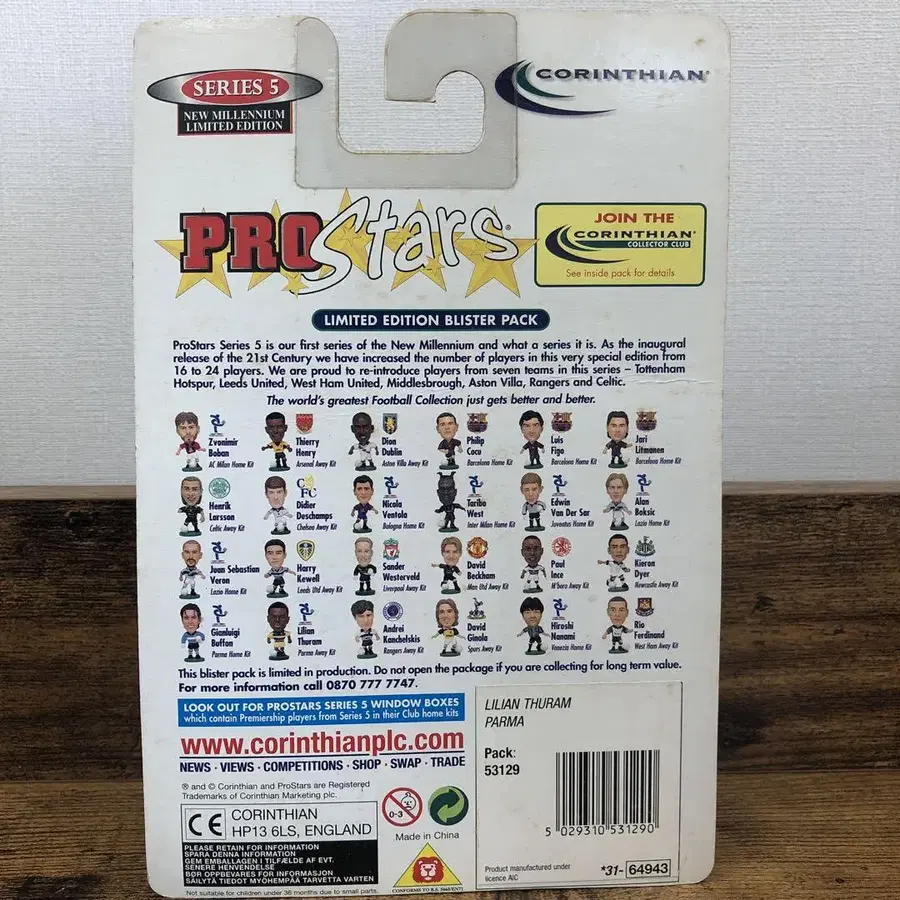 SERIES 5
NEW MILLENNIUM
LIMITED EDITION
CORINTHIAN
PROStars®
JOIN THE
CORINTHIAN
COLLECTOR CLUB
See inside pack for details
LIMITED EDITION BLISTER PACK
ProStars Series 5 is our first series of the New Millennium and what a series it is. As the inaugural
release of the 21st Century we have increased the number of players in this very special edition from
16 to 24 players. We are proud to re-introduce players from seven teams in this series – Tottenham
Hotspur, Leeds United, West Ham United, Middlesbrough, Aston Villa, Rangers and Celtic.
The world's greatest Football Collection just gets better and better.
Zvonimir
Boban
AC Milan Home Kit
Thierry
Henry
Arsenal Away Kit
Dion
Dublin
Aston Villa Away Kit
Philip
Cocu
Barcelona Home Kit
Luis
Figo
Barcelona Home Kit
Jari
Litmanen
Barcelona Home Kit
Henrik
Larsson
Celtic Away Kit
Didier
Deschamps
Chelsea Away Kit
Nicola
Ventola
Bologna Home Kit
Taribo
West
Inter Milan Home Kit
Edwin
Van Der Sar
Juventus Home Kit
Alan
Boksic
Lazio Home Kit
Juan Sebastian
Veron
Lazio Home Kit
Harry
Kewell
Leeds Utd Away Kit
Sander
Westerveld
Liverpool Away Kit
David
Beckham
Man Utd Away Kit
Paul
Ince
M'boro Away Kit
Kieron
Dyer
Newcastle Away Kit
Gianluigi
Buffon
Parma Home Kit
Lilian
Thuram
Parma Away Kit
Andrei
Kanchelskis
Rangers Away Kit
David
Ginola
Spurs Away Kit
Hiroshi
Nanami
Venezia Home Kit
Rio
Ferdinand
West Ham Away Kit
This blister pack is limited in production. Do not open the package if you are collecting for long term value.
For more information call 0870 777 7747.
LOOK OUT FOR PROSTARS SERIES 5 WINDOW BOXES
which contain Premiership players from Series 5 in their Club home kits
www.corinthianplc.com
NEWS · VIEWS · COMPETITIONS · SHOP · SWAP · TRADE
® and © Corinthian and ProStars are Registered
Trademarks of Corinthian Marketing plc.
CE CORINTHIAN
HP13 6LS, ENGLAND
PLEASE RETAIN FOR INFORMATION
SPARA DENNA INFORMATION
GEM EMBALLAGEN I TILFÆLDE AF EVT.
SENERE HENVENDELSE
BØR OPPBEVARES FOR INFORMASJON
SÄILYTÄ TIEDOT MYÖHEMPÄÄ TARVETTA VARTEN
Not suitable for children under 36 months due to small parts.
0-3
Made in China
CONFORMS TO B.S. 5665/EN71
LILIAN THURAM
PARMA
Pack:
53129
5 029310 531290
Product manufactured under
licence AIC
*31- 64943